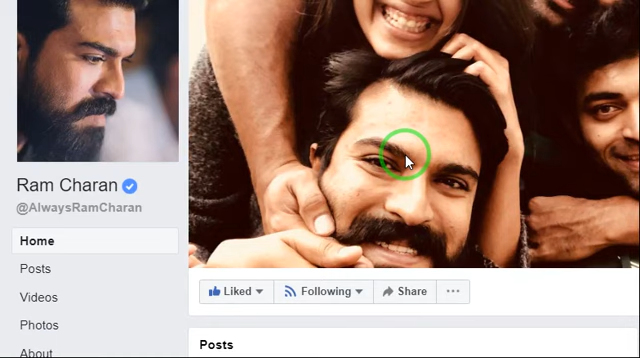 Ram Charan
@AlwaysRamCharan
Home
Posts
Videos
Photos
About
Liked
Following
Share
Posts